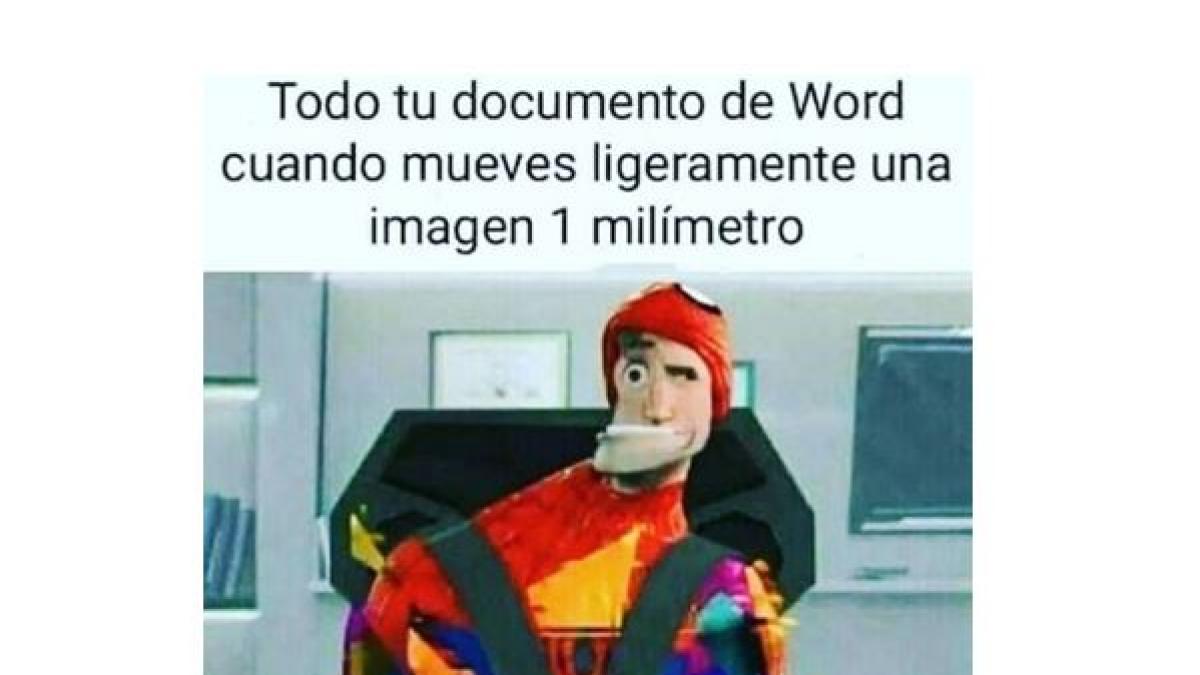 Todo tu documento de Word
cuando mueves ligeramente una
imagen 1 milímetro